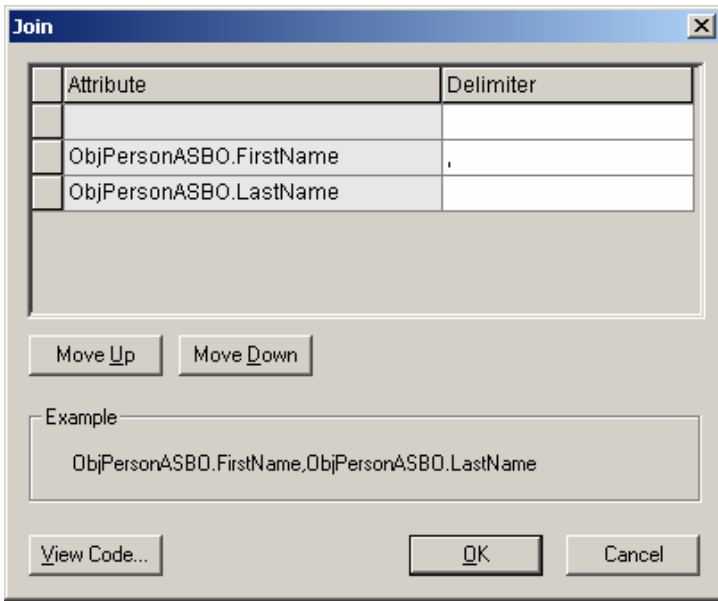 Join
Attribute Delimiter
ObjPersonASBO.FirstName ,
ObjPersonASBO.LastName
Move Up Move Down
Example
ObjPersonASBO.FirstName,ObjPersonASBO.LastName
View Code... OK Cancel